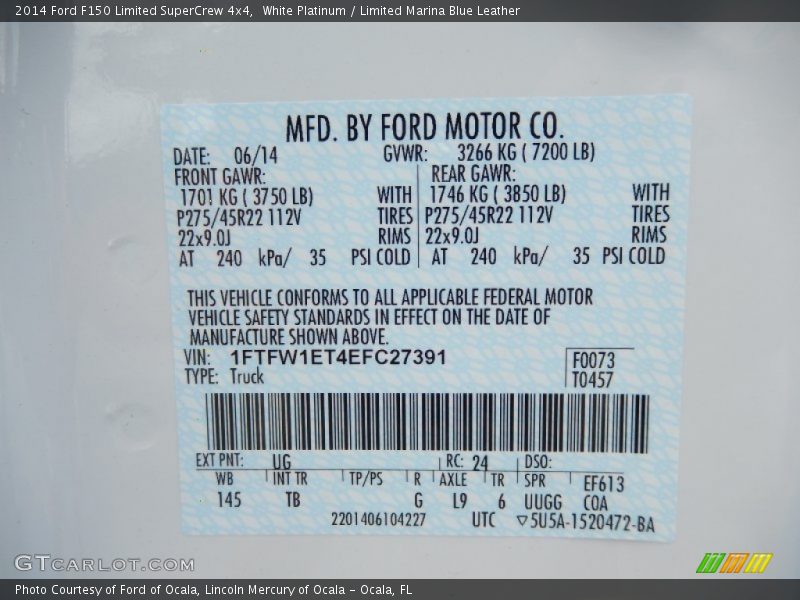 2014 Ford F150 Limited SuperCrew 4x4,  White Platinum / Limited Marina Blue Leather
MFD. BY FORD MOTOR CO.
DATE: 06/14 GVWR: 3266 KG ( 7200 LB)
FRONT GAWR: REAR GAWR:
1701 KG ( 3750 LB) WITH 1746 KG ( 3850 LB) WITH
P275/45R22 112V TIRES P275/45R22 112V TIRES
22x9.0J RIMS 22x9.0J RIMS
AT 240 kPa/ 35 PSI COLD AT 240 kPa/ 35 PSI COLD
THIS VEHICLE CONFORMS TO ALL APPLICABLE FEDERAL MOTOR
VEHICLE SAFETY STANDARDS IN EFFECT ON THE DATE OF
MANUFACTURE SHOWN ABOVE.
VIN: 1FTFW1ET4EFC27391 F0073
TYPE: Truck T0457
EXT PNT: UG RC: 24 DSO:
WB INT TR TP/PS R AXLE TR SPR EF613
145 TB G L9 6 UUGG COA
2201406104227 UTC ▽5U5A-1520472-BA
GTCARLOT.COM
Photo Courtesy of Ford of Ocala, Lincoln Mercury of Ocala – Ocala, FL